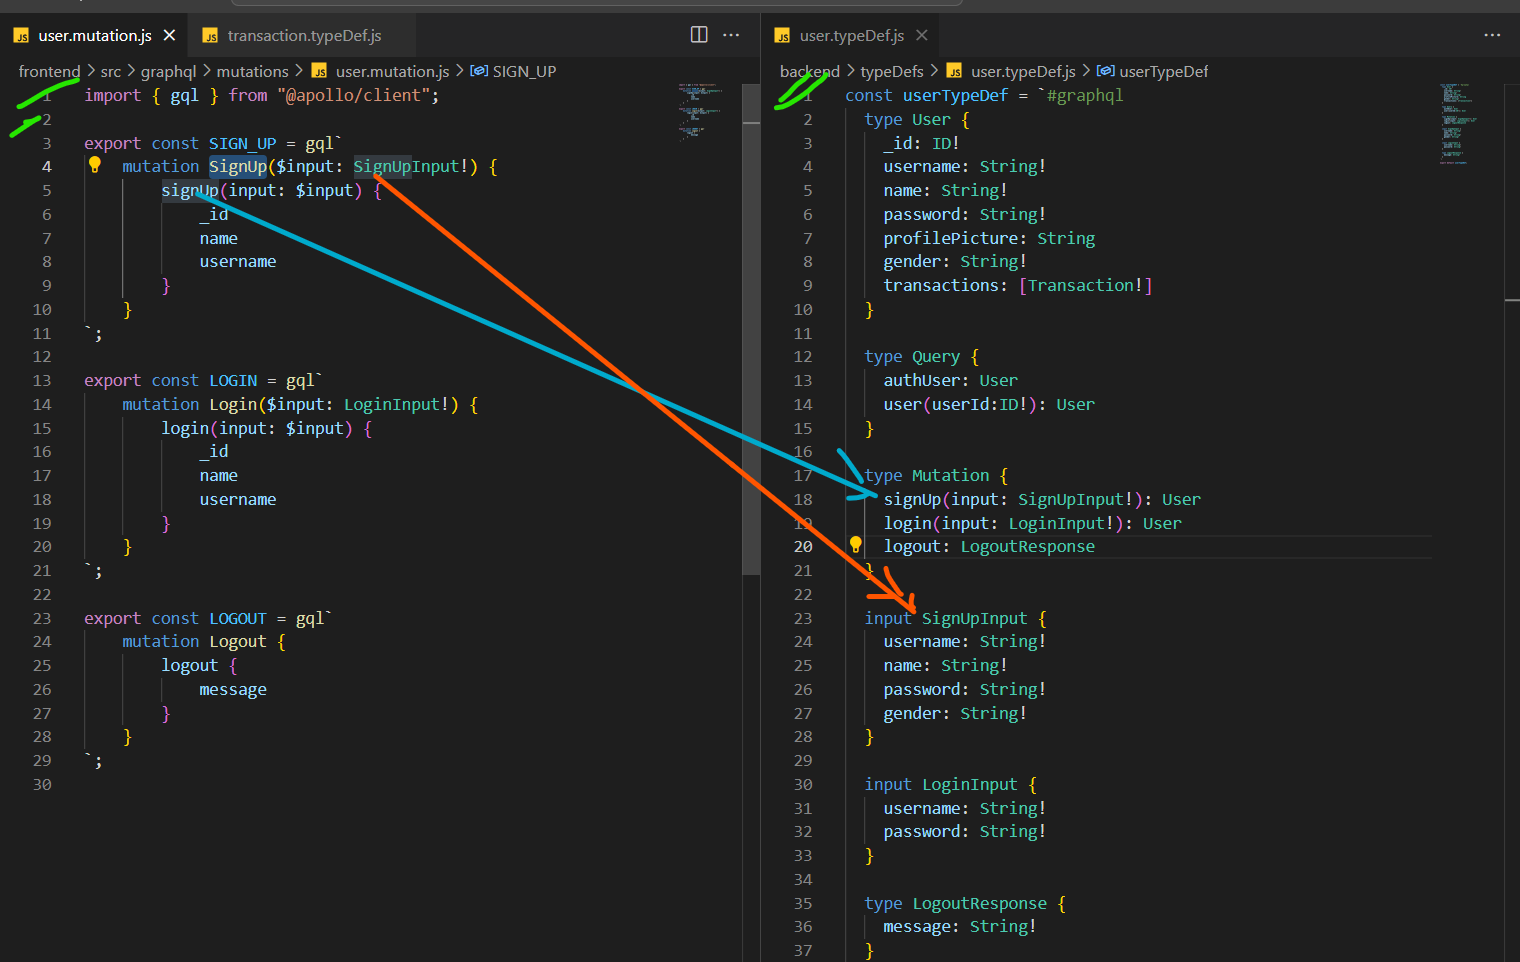 user.mutation.js
transaction.typeDef.js
frontend > src > graphql > mutations > user.mutation.js > SIGN_UP
1 import { gql } from "@apollo/client";
2
3 export const SIGN_UP = gql`
4 mutation SignUp($input: SignUpInput!) {
5 signUp(input: $input) {
6 _id
7 name
8 username
9 }
10 }
11 `;
12
13 export const LOGIN = gql`
14 mutation Login($input: LoginInput!) {
15 login(input: $input) {
16 _id
17 name
18 username
19 }
20 }
21 `;
22
23 export const LOGOUT = gql`
24 mutation Logout {
25 logout {
26 message
27 }
28 }
29 `;
30
user.typeDef.js
backend > typeDefs > user.typeDef.js > userTypeDef
1 const userTypeDef = `#graphql
2 type User {
3 _id: ID!
4 username: String!
5 name: String!
6 password: String!
7 profilePicture: String
8 gender: String!
9 transactions: [Transaction!]
10 }
11
12 type Query {
13 authUser: User
14 user(userId:ID!): User
15 }
16
17 type Mutation {
18 signUp(input: SignUpInput!): User
19 login(input: LoginInput!): User
20 logout: LogoutResponse
21 }
22
23 input SignUpInput {
24 username: String!
25 name: String!
26 password: String!
27 gender: String!
28 }
29
30 input LoginInput {
31 username: String!
32 password: String!
33 }
34
35 type LogoutResponse {
36 message: String!
37 }